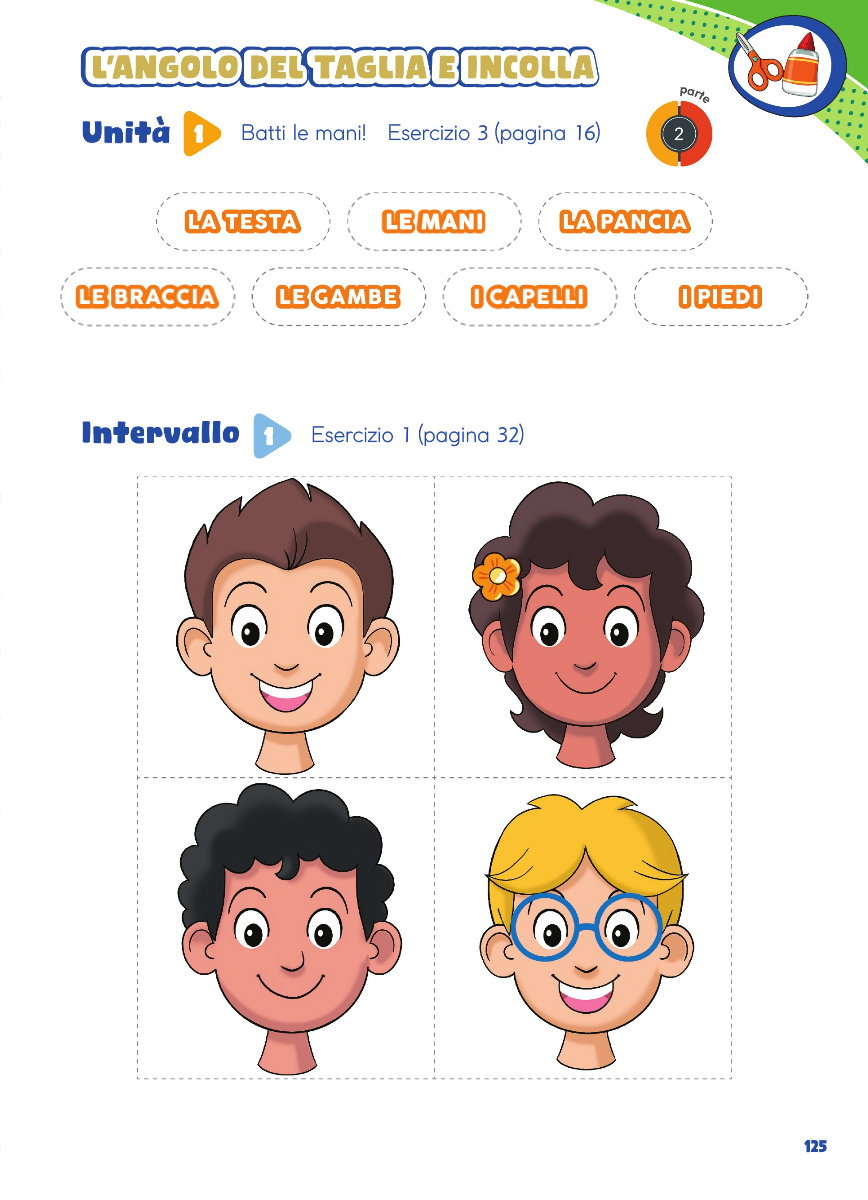 L'ANGOLO DEL TAGLIA E INCOLLA
parte
Unità 1 Batti le mani! Esercizio 3 (pagina 16) 2
LA TESTA LE MANI LA PANCIA
LE BRACCIA LE GAMBE I CAPELLI I PIEDI
Intervallo 1 Esercizio 1 (pagina 32)
125